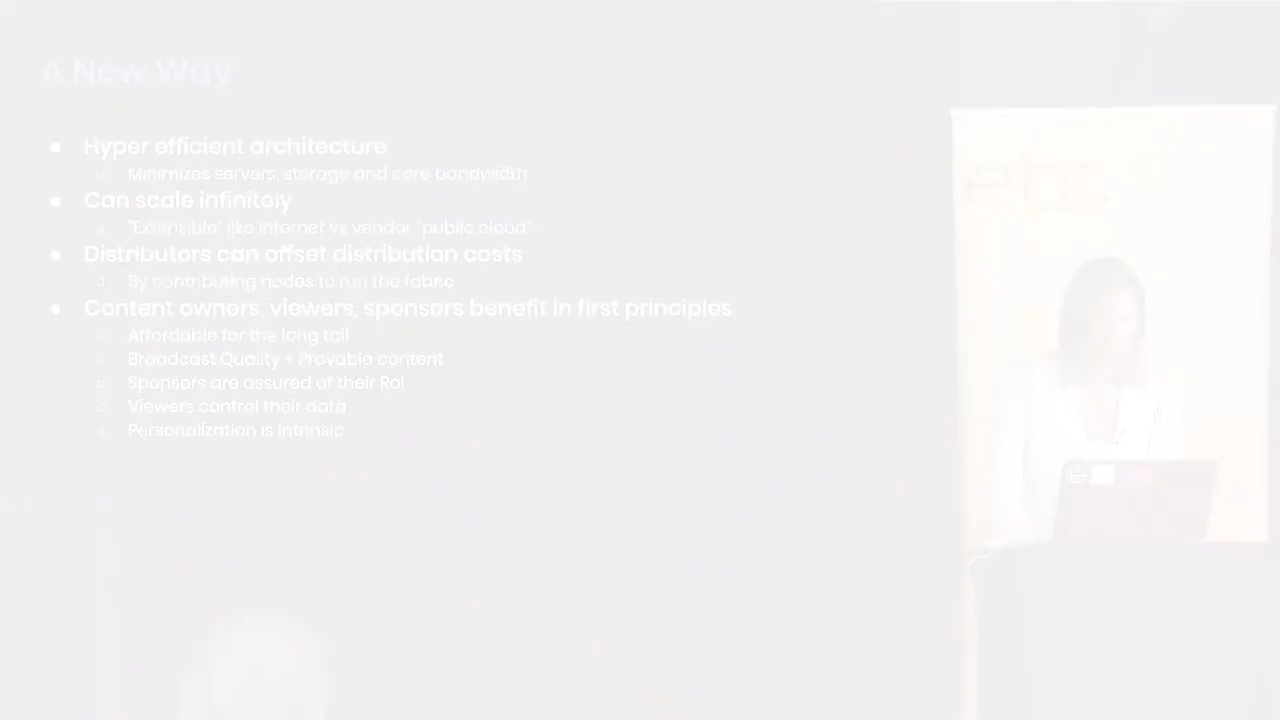 A New Way
● Hyper efficient architecture
○ Minimizes servers, storage and core bandwidth
● Can scale infinitely
○ "Extensible" like Internet vs vendor "public cloud"
● Distributors can offset distribution costs
○ By contributing nodes to run the fabric
● Content owners, viewers, sponsors benefit in first principles
○ Affordable for the long tail
○ Broadcast Quality + Provable content
○ Sponsors are assured of their RoI
○ Viewers control their data
○ Personalization is intrinsic
etc